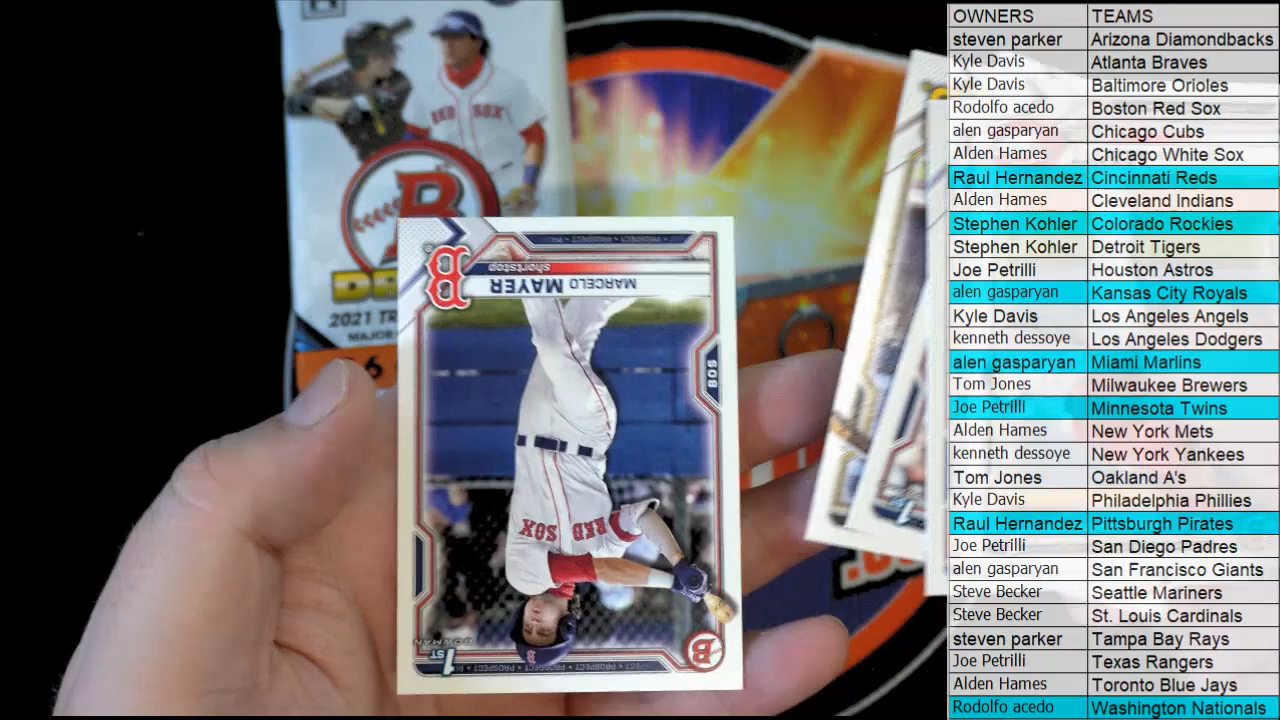 OWNERS TEAMS
steven parker Arizona Diamondbacks
Kyle Davis Atlanta Braves
Kyle Davis Baltimore Orioles
Rodolfo acedo Boston Red Sox
alen gasparyan Chicago Cubs
Alden Hames Chicago White Sox
Raul Hernandez Cincinnati Reds
Alden Hames Cleveland Indians
Stephen Kohler Colorado Rockies
Stephen Kohler Detroit Tigers
Joe Petrilli Houston Astros
alen gasparyan Kansas City Royals
Kyle Davis Los Angeles Angels
kenneth dessoye Los Angeles Dodgers
alen gasparyan Miami Marlins
Tom Jones Milwaukee Brewers
Joe Petrilli Minnesota Twins
Alden Hames New York Mets
kenneth dessoye New York Yankees
Tom Jones Oakland A's
Kyle Davis Philadelphia Phillies
Raul Hernandez Pittsburgh Pirates
Joe Petrilli San Diego Padres
alen gasparyan San Francisco Giants
Steve Becker Seattle Mariners
Steve Becker St. Louis Cardinals
steven parker Tampa Bay Rays
Joe Petrilli Texas Rangers
Alden Hames Toronto Blue Jays
Rodolfo acedo Washington Nationals
RED SOX
B
2021
MAJOR
B
shortstop
MARCELO MAYER
BOS
RED SOX
B
1ST
BOWMAN
PROSPECT • PROSPECT